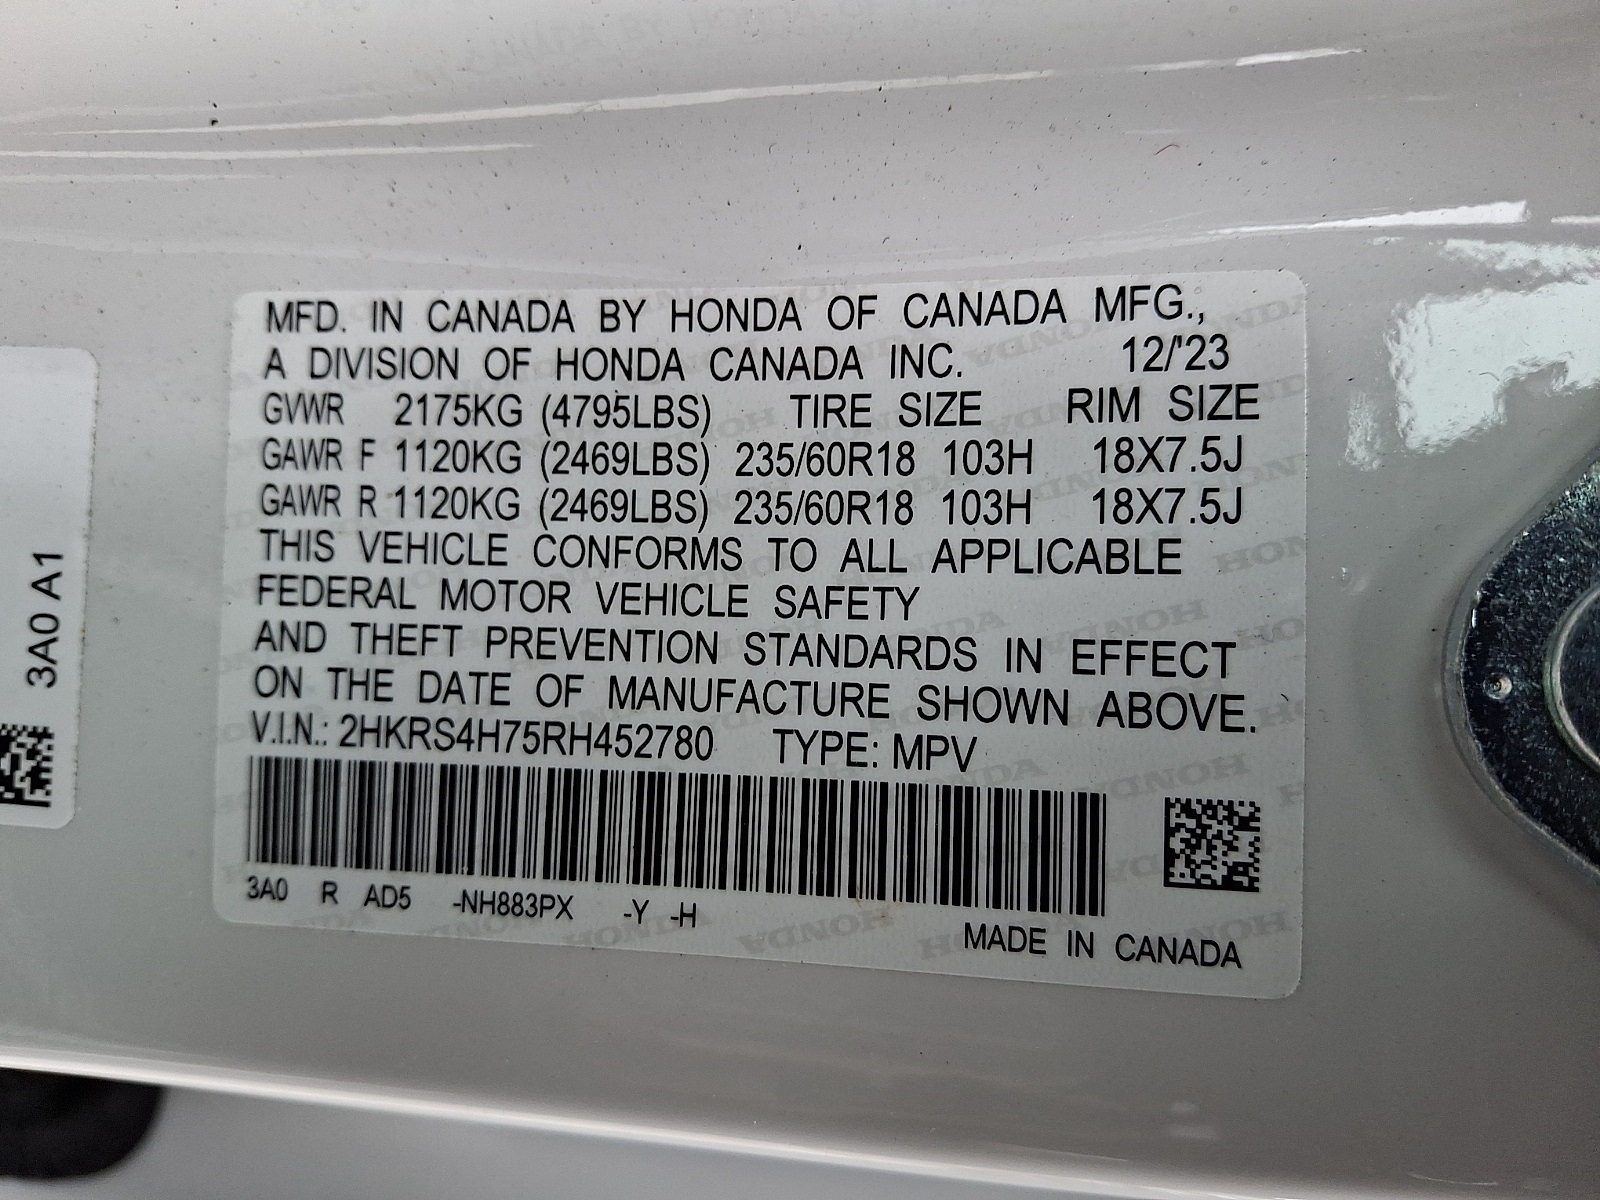 MFD. IN CANADA BY HONDA OF CANADA MFG.,
A DIVISION OF HONDA CANADA INC. 12/'23
GVWR 2175KG (4795LBS) TIRE SIZE RIM SIZE
GAWR F 1120KG (2469LBS) 235/60R18 103H 18X7.5J
GAWR R 1120KG (2469LBS) 235/60R18 103H 18X7.5J
THIS VEHICLE CONFORMS TO ALL APPLICABLE
FEDERAL MOTOR VEHICLE SAFETY
AND THEFT PREVENTION STANDARDS IN EFFECT
ON THE DATE OF MANUFACTURE SHOWN ABOVE.
V.I.N.: 2HKRS4H75RH452780 TYPE: MPV
3A0 R AD5 -NH883PX -Y -H
MADE IN CANADA
3A0 A1